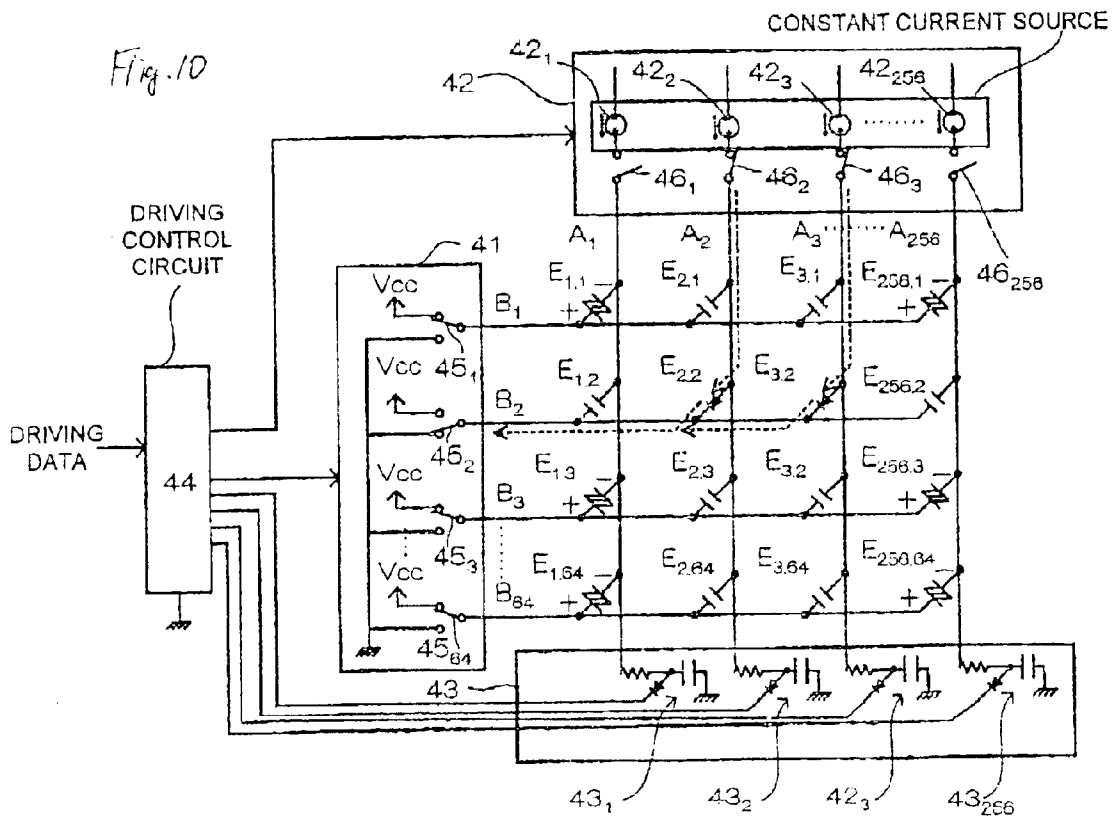 CONSTANT CURRENT SOURCE
Fig. 10
42 42₁ 42₂ 42₃ 42₂₅₆
46₁ 46₂ 46₃
46₂₅₆
DRIVING
CONTROL
CIRCUIT
41
A₁ A₂ A₃ A₂₅₆
E₁,₁ E₂,₁ E₃,₁ E₂₅₆,₁
Vcc
B₁
+ −
+ −
45₁
Vcc
E₁,₂ E₂,₂ E₃,₂ E₂₅₆,₂
B₂
45₂
DRIVING
DATA
44
Vcc
E₁,₃ E₂,₃ E₃,₂ E₂₅₆,₃
B₃
+
+ −
45₃
Vcc
E₁,₆₄ E₂,₆₄ E₃,₆₄ E₂₅₆,₆₄
B₆₄
+ −
+ −
45₆₄
43
43₁ 43₂ 42₃ 43₂₅₆